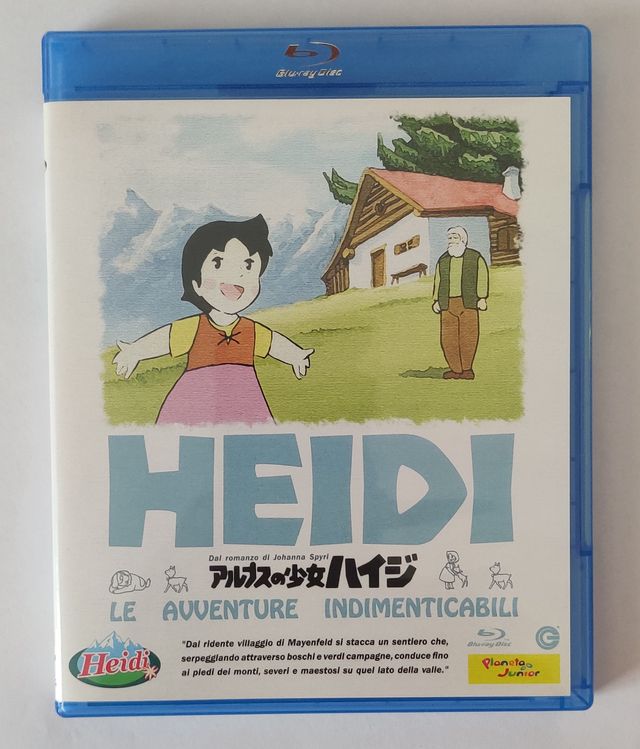 Blu-ray Disc
HEIDI
Dal romanzo di Johanna Spyri
アルプスの少女ハイジ
LE AVVENTURE INDIMENTICABILI
Heidi
"Dal ridente villaggio di Mayenfeld si stacca un sentiero che,
serpeggiando attraverso boschi e verdi campagne, conduce fino
ai piedi dei monti, severi e maestosi su quel lato della valle."
Blu-ray Disc
Planeta
Junior